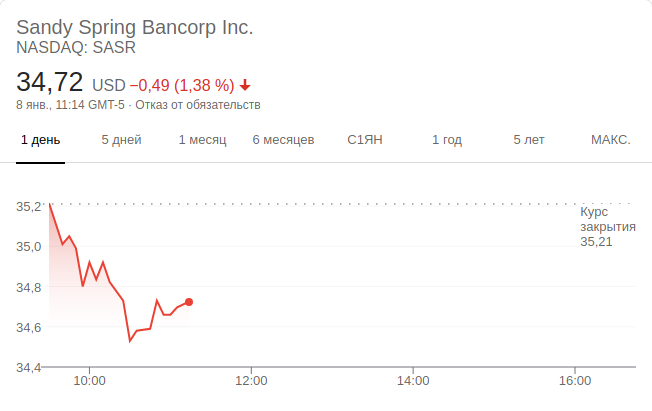 Sandy Spring Bancorp Inc.
NASDAQ: SASR
34,72 USD −0,49 (1,38 %)
8 янв., 11:14 GMT-5 · Отказ от обязательств
1 день 5 дней 1 месяц 6 месяцев С1ЯН 1 год 5 лет МАКС.
35,2
Курс
закрытия
35,21
35,0
34,8
34,6
34,4
10:00 12:00 14:00 16:00